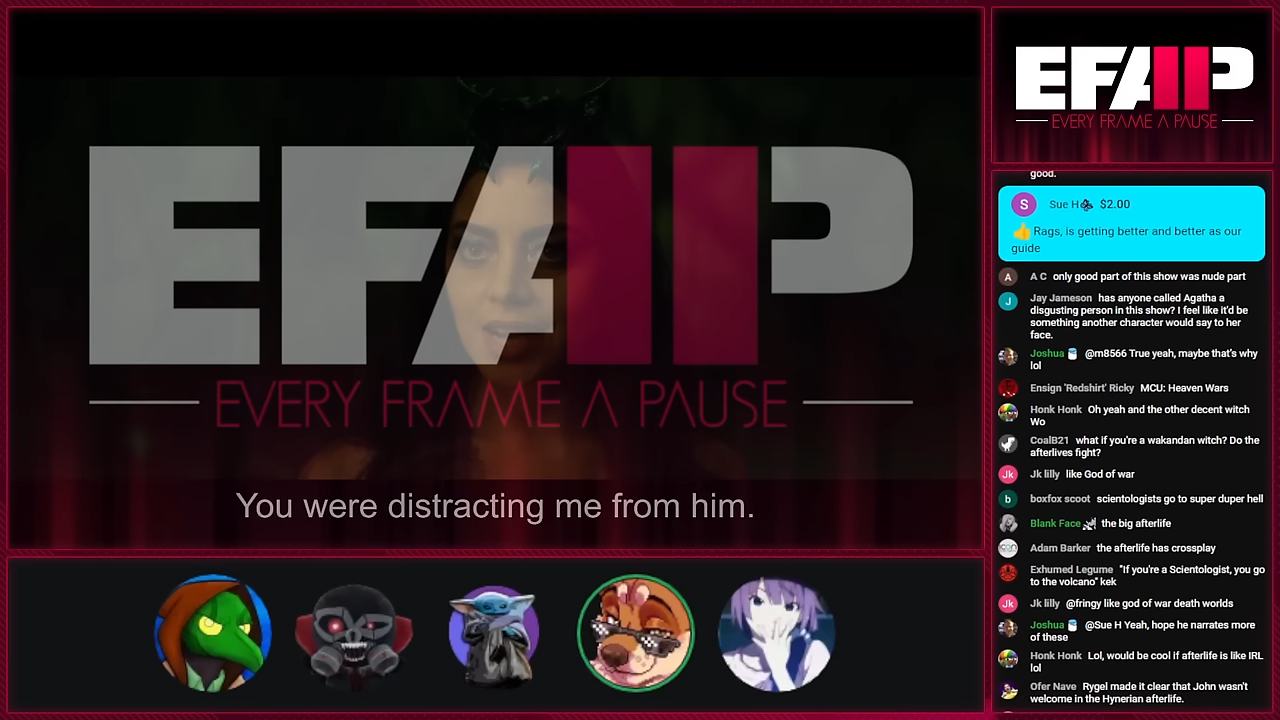 EFAP
EVERY FRAME A PAUSE
You were distracting me from him.
EFAP
EVERY FRAME A PAUSE
good.
S Sue H $2.00
👍Rags, is getting better and better as our
guide
A A C only good part of this show was nude part
J Jay Jameson has anyone called Agatha a
disgusting person in this show? I feel like it'd be
something another character would say to her
face.
Joshua @m8566 True yeah, maybe that's why
lol
Ensign 'Redshirt' Ricky MCU: Heaven Wars
Honk Honk Oh yeah and the other decent witch
Wo
CoalB21 what if you're a wakandan witch? Do the
afterlives fight?
Jk Jk lilly like God of war
b boxfox scoot scientologists go to super duper hell
Blank Face the big afterlife
Adam Barker the afterlife has crossplay
Exhumed Legume "If you're a Scientologist, you go
to the volcano" kek
Jk Jk lilly @fringy like god of war death worlds
Joshua @Sue H Yeah, hope he narrates more
of these
Honk Honk Lol, would be cool if afterlife is like IRL
lol
Ofer Nave Rygel made it clear that John wasn't
welcome in the Hynerian afterlife.